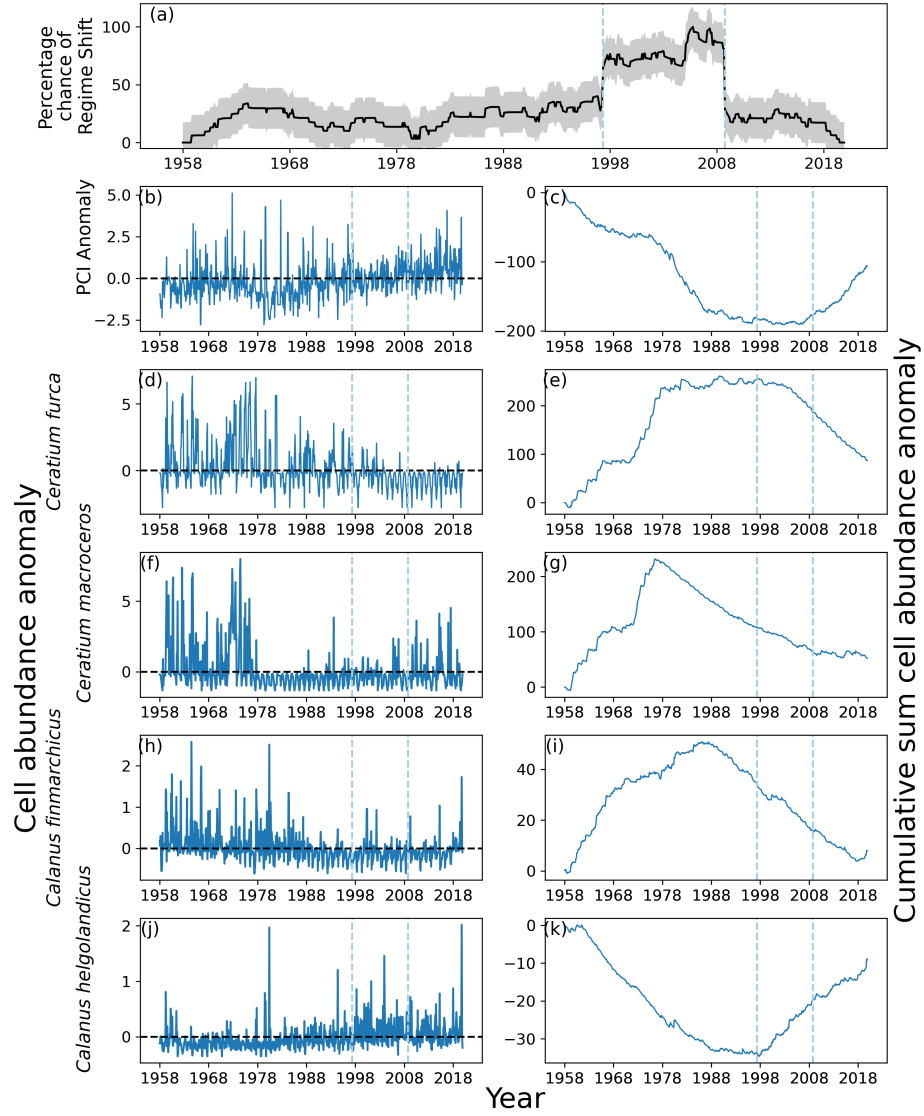 (a)
Percentage
chance of
Regime Shift
100
50
0
1958 1968 1978 1988 1998 2008 2018
(b)
PCI Anomaly
5.0
2.5
0.0
−2.5
1958 1968 1978 1988 1998 2008 2018
(c)
0
−100
−200
1958 1968 1978 1988 1998 2008 2018
(d)
Ceratium furca
5
0
1958 1968 1978 1988 1998 2008 2018
(e)
200
100
0
1958 1968 1978 1988 1998 2008 2018
(f)
Ceratium macroceros
5
0
1958 1968 1978 1988 1998 2008 2018
(g)
200
100
0
1958 1968 1978 1988 1998 2008 2018
(h)
Calanus finmarchicus
2
1
0
1958 1968 1978 1988 1998 2008 2018
(i)
40
20
0
1958 1968 1978 1988 1998 2008 2018
(j)
Calanus helgolandicus
2
1
0
1958 1968 1978 1988 1998 2008 2018
(k)
0
−10
−20
−30
1958 1968 1978 1988 1998 2008 2018
Cell abundance anomaly
Cumulative sum cell abundance anomaly
Year